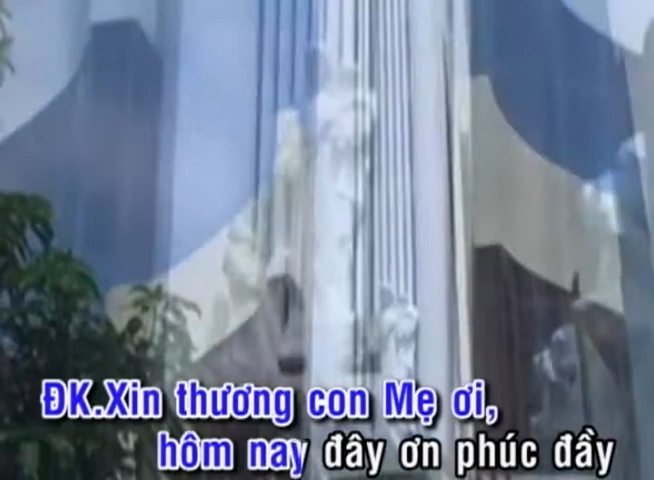 ĐK.Xin thương con Mẹ ơi,
hôm nay đây ơn phúc đầy